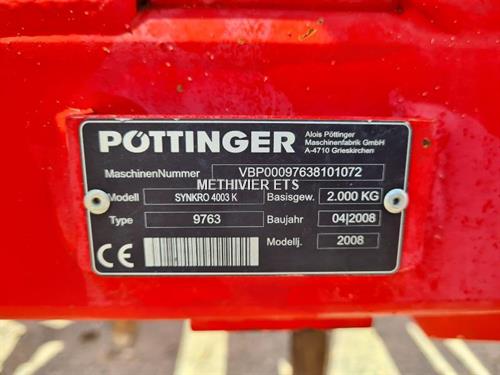 PÖTTINGER
Alois Pöttinger
Maschinenfabrik GmbH
A-4710 Grieskirchen
MaschinenNummer VBP00097638101072
METHIVIER ETS
Modell SYNKRO 4003 K Basisgew. 2.000 KG
Type 9763 Baujahr 04|2008
Modellj. 2008
CE